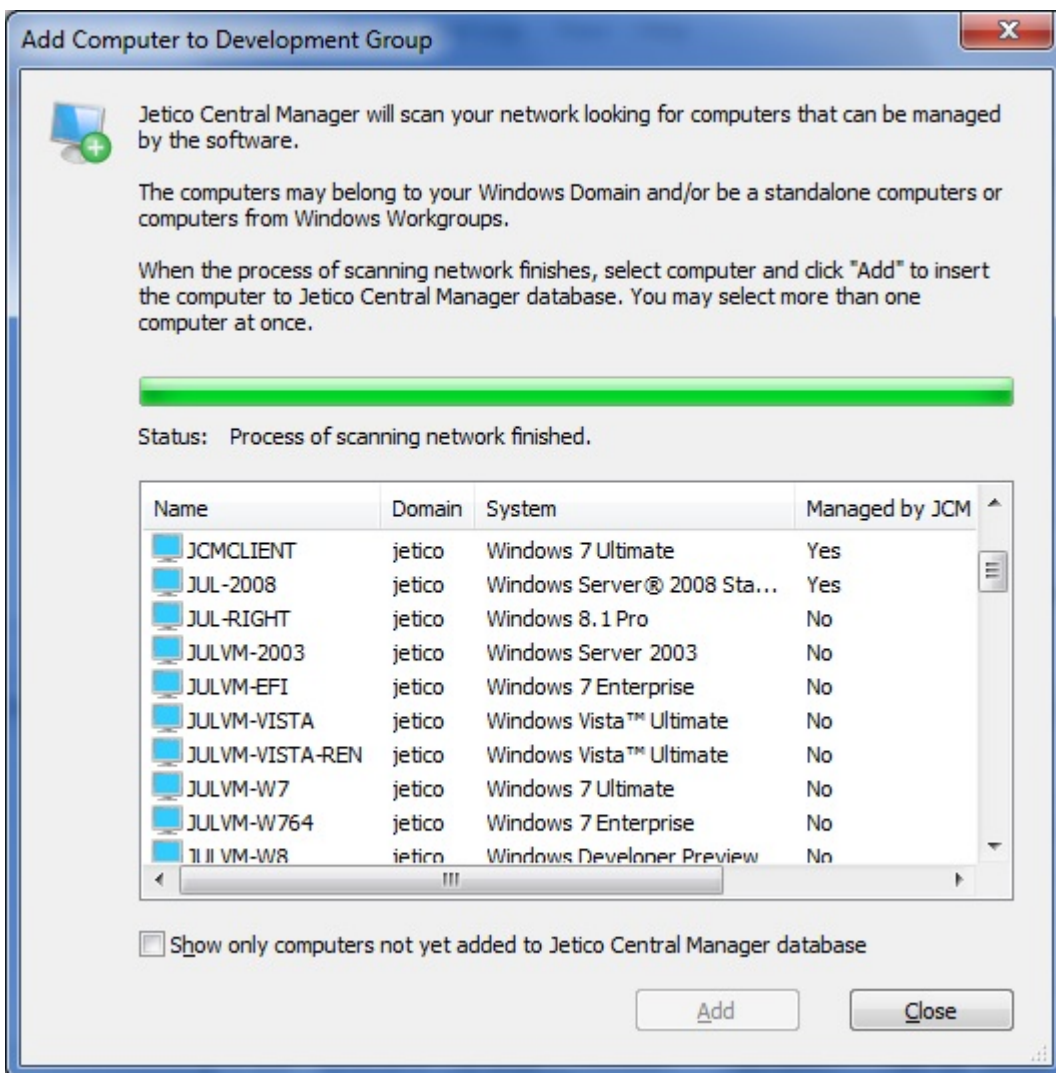 Add Computer to Development Group
Jetico Central Manager will scan your network looking for computers that can be managed
by the software.
The computers may belong to your Windows Domain and/or be a standalone computers or
computers from Windows Workgroups.
When the process of scanning network finishes, select computer and click "Add" to insert
the computer to Jetico Central Manager database. You may select more than one
computer at once.
Status: Process of scanning network finished.
Name Domain System Managed by JCM
JCMCLIENT jetico Windows 7 Ultimate Yes
JUL-2008 jetico Windows Server® 2008 Sta... Yes
JUL-RIGHT jetico Windows 8.1 Pro No
JULVM-2003 jetico Windows Server 2003 No
JULVM-EFI jetico Windows 7 Enterprise No
JULVM-VISTA jetico Windows Vista™ Ultimate No
JULVM-VISTA-REN jetico Windows Vista™ Ultimate No
JULVM-W7 jetico Windows 7 Ultimate No
JULVM-W764 jetico Windows 7 Enterprise No
JULVM-W8 jetico Windows Developer Preview No
Show only computers not yet added to Jetico Central Manager database
Add Close